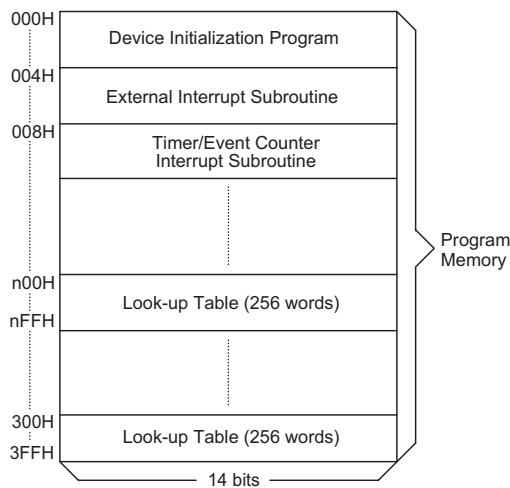 000H
Device Initialization Program
004H
External Interrupt Subroutine
008H
Timer/Event Counter
Interrupt Subroutine
Program
Memory
n00H
Look-up Table (256 words)
nFFH
300H
Look-up Table (256 words)
3FFH
14 bits